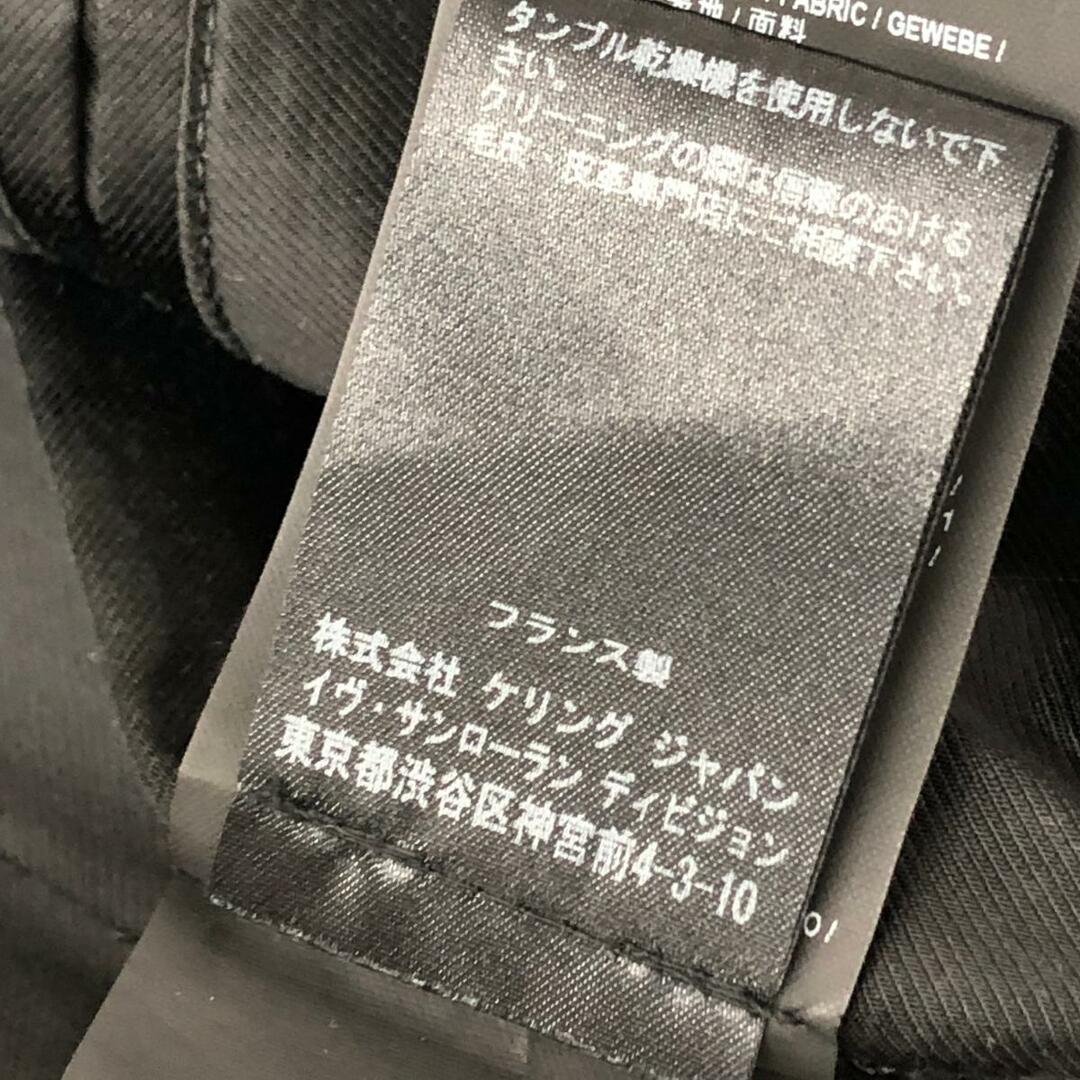 FABRIC / GEWEBE /
袖 / 面料
タンブル乾燥機を使用しないで下
さい。
クリーニングの際は信頼のおける
毛皮、皮革専門店にご相談下さい。
フランス製
株式会社 ケリング ジャパン
イヴ・サンローラン ディビジョン
東京都渋谷区神宮前4-3-10